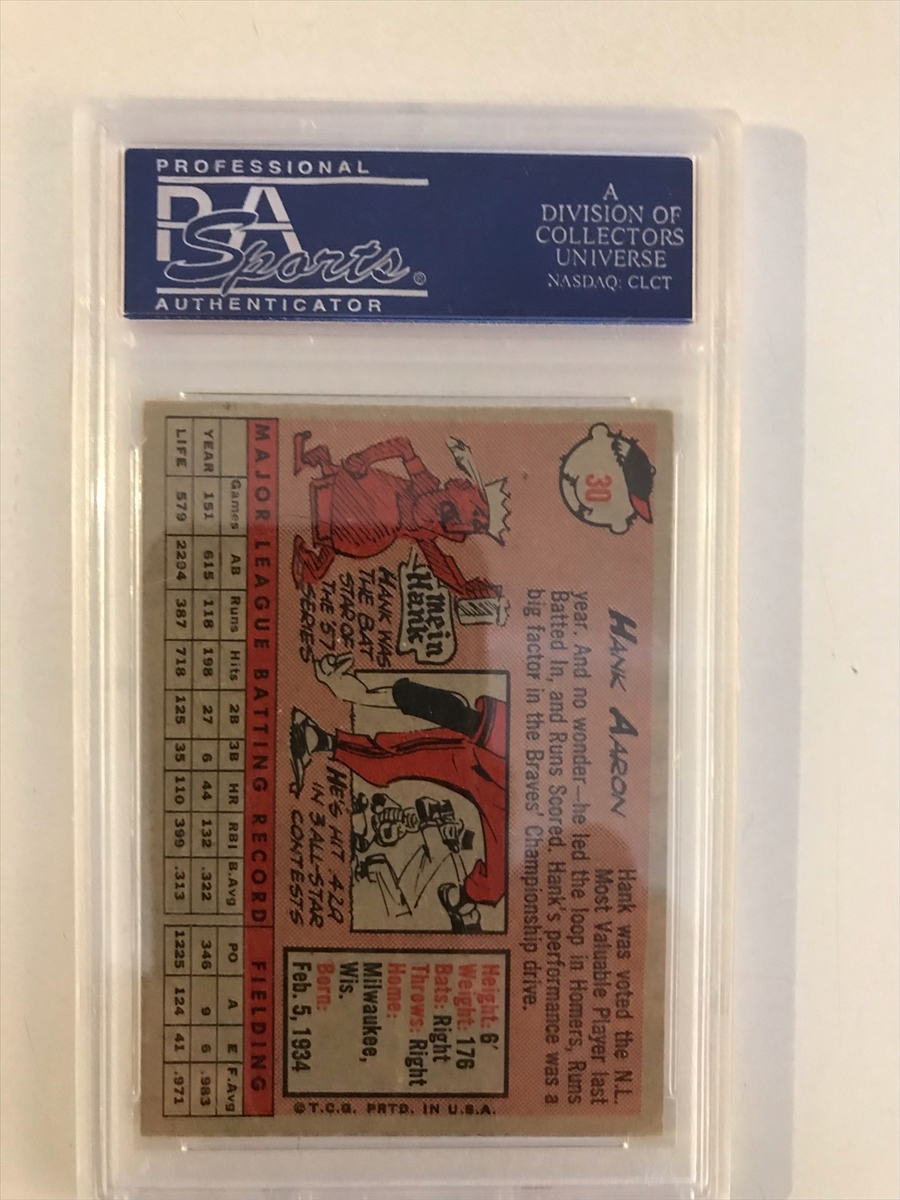 PROFESSIONAL
PSA
Sports®
AUTHENTICATOR
A
DIVISION OF
COLLECTORS
UNIVERSE
NASDAQ: CLCT
30
HANK AARON
Hank was voted the N.L.
Most Valuable Player last
year. And no wonder—he led the loop in Homers, Runs
Batted In, and Runs Scored. Hank's performance was a
big factor in the Braves' Championship drive.
mein
Hank
HANK WAS
THE BAT
STAR OF
THE '57
SERIES
HE'S HIT .429
IN 3 ALL-STAR
CONTESTS
Height: 6'
Weight: 176
Bats: Right
Throws: Right
Home:
Milwaukee,
Wis.
Born:
Feb. 5, 1934
MAJOR LEAGUE BATTING RECORD FIELDING
Games AB Runs Hits 2B 3B HR RBI B.Avg PO A E F.Avg
YEAR 151 615 118 198 27 6 44 132 .322 346 9 6 .983
LIFE 579 2294 387 718 125 35 110 399 .313 1225 124 41 .971
©T.C.G. PRTD. IN U.S.A.